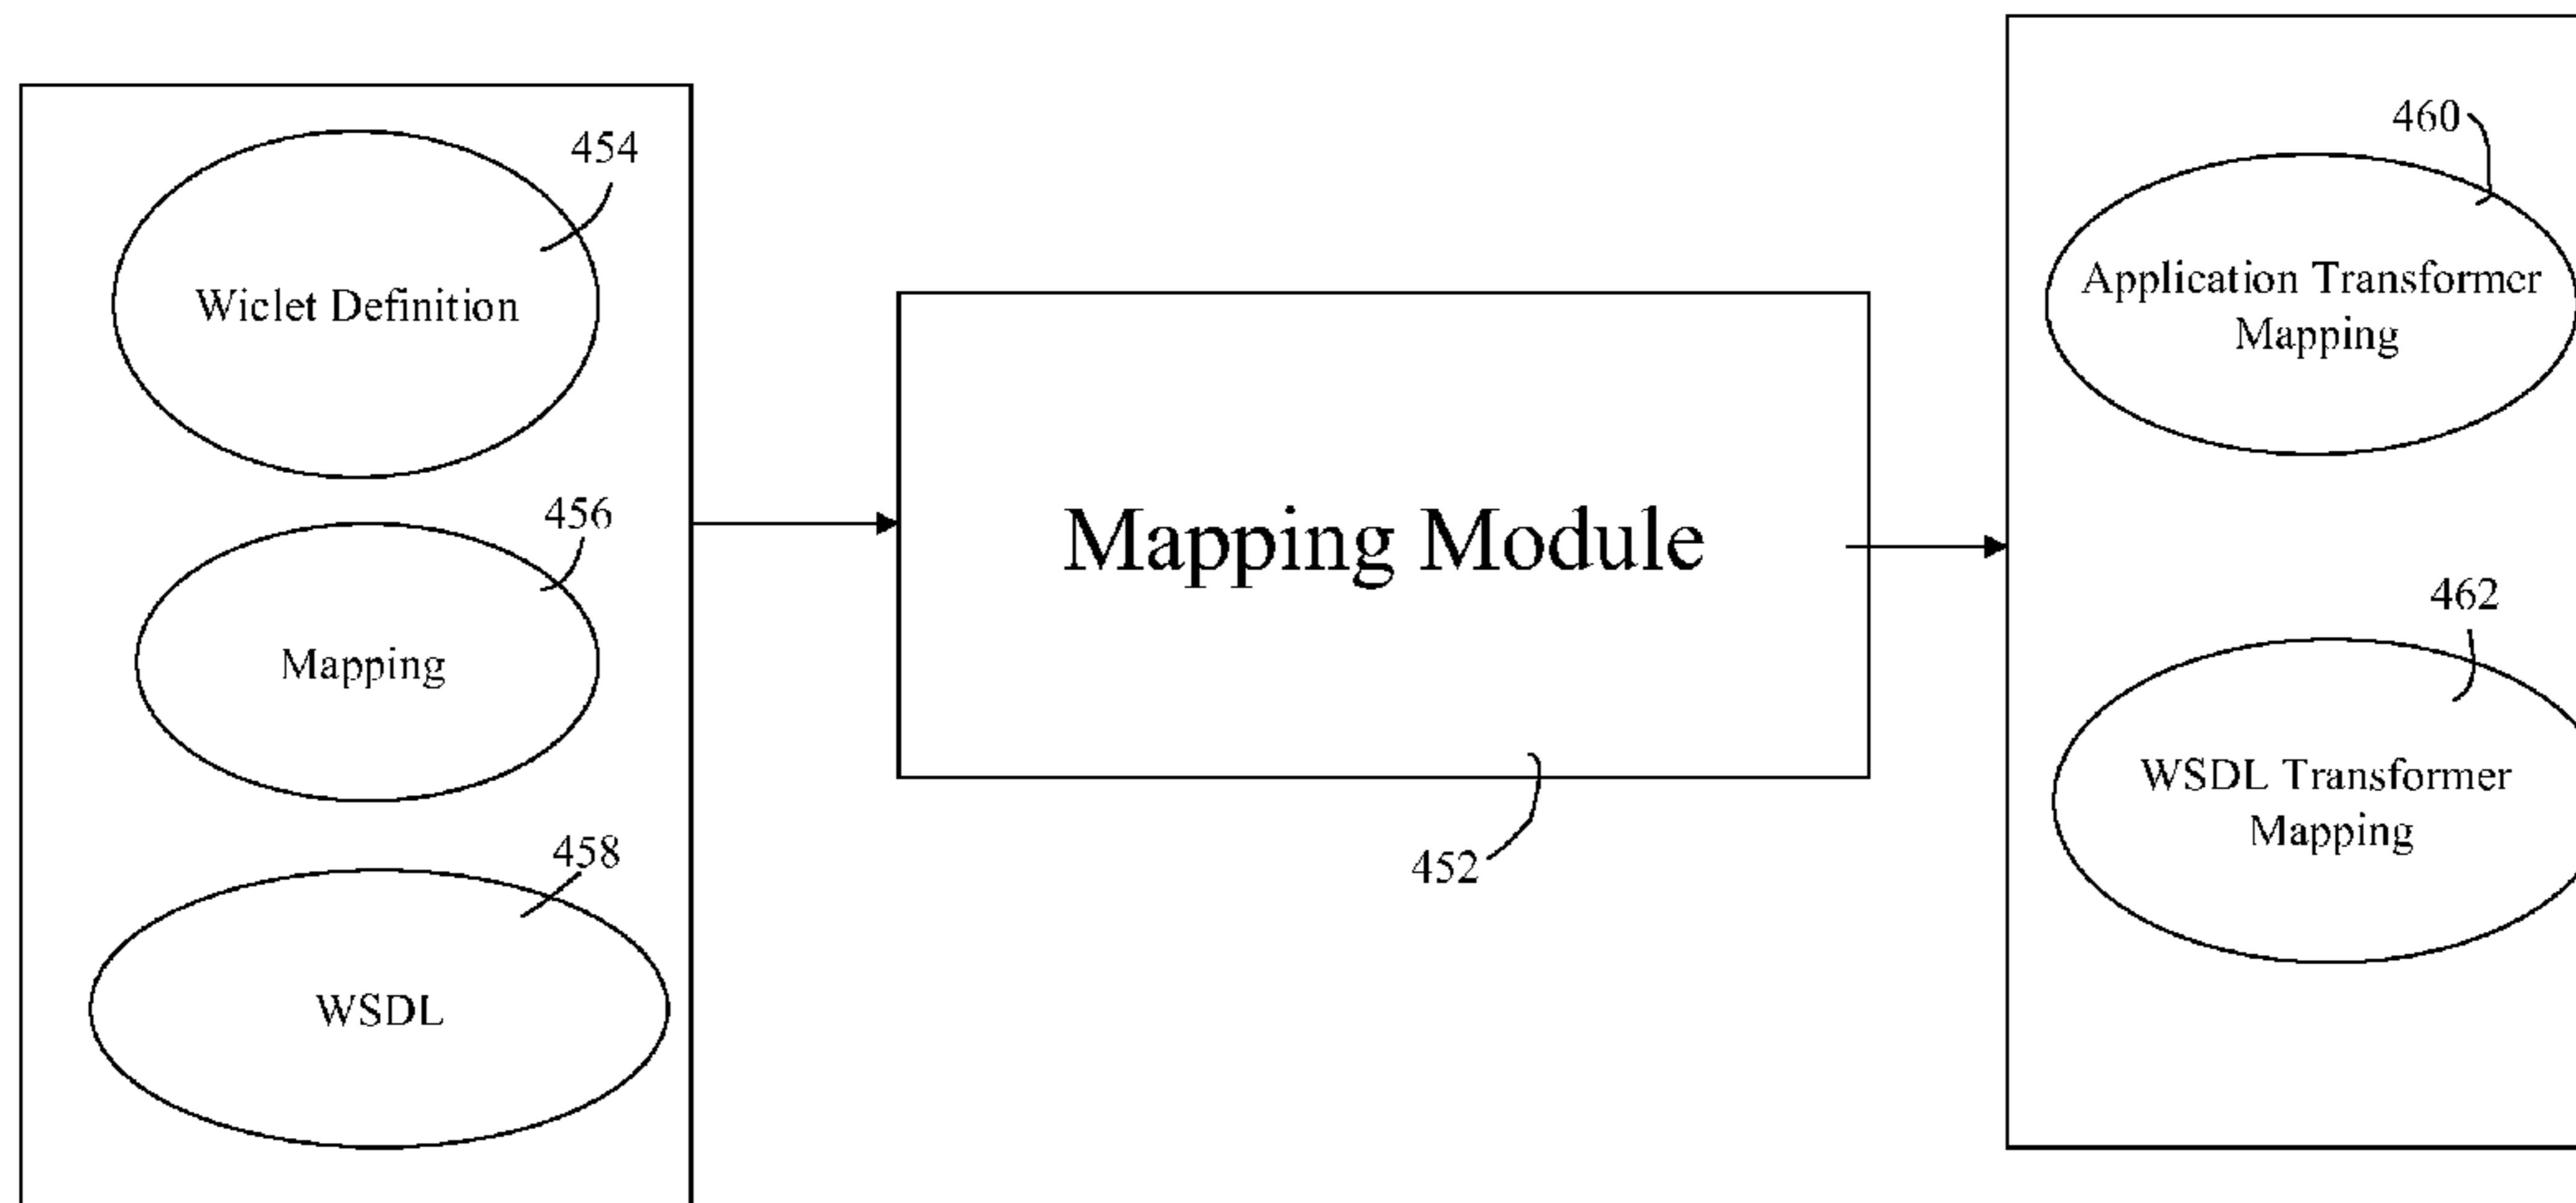 454
Wiclet Definition
456
Mapping
458
WSDL
Mapping Module
452
460
Application Transformer
Mapping
462
WSDL Transformer
Mapping